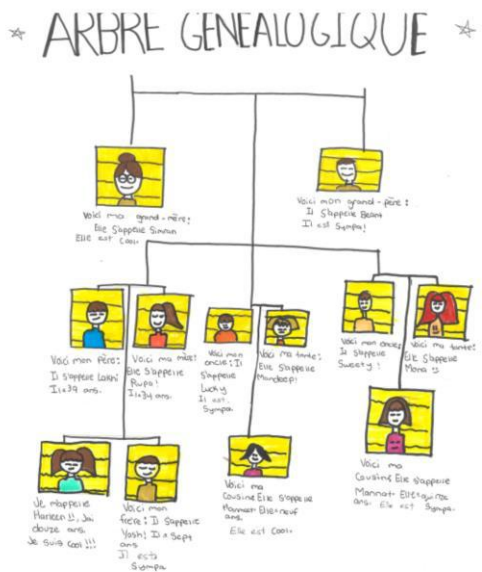 ARBRE GENEALOGIQUE
Voici ma grand-mère:
Elle s'appelle Simran
Elle est Cool.
Voici mon grand-père:
Il s'appelle Beant
Il est Sympa!
Voici mon Père:
Il s'appelle
Il a 39 ans.
Voici ma mère!
Elle s'appelle
Rupa!
Il a 34 ans.
Voici mon
oncle: Il
s'appelle
Lucky
Il est
Sympa.
Voici ma tante:
Elle s'appelle
Mandeep!
Voici mon oncle:
Il s'appelle
Sweety!
Voici ma tante!
Elle s'appelle
Mona
Je m'appelle
Harleen
douze ans.
Je suis Cool!!!
Voici mon
frère: Il s'appelle
Yash! Il a Sept
ans
Il est
Sympa
Voici ma
Cousine Elle s'appelle
Elle a neuf
ans.
Elle est Cool.
Voici ma
Cousine Elle s'appelle
Mannat Elle a
ans. Elle est Sympa.